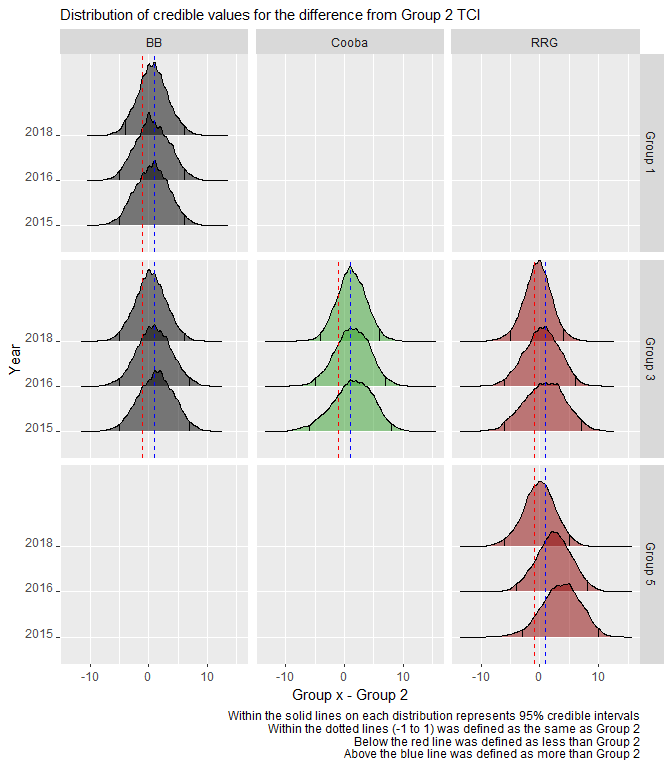 Distribution of credible values for the difference from Group 2 TCI
BB
Cooba
RRG
2018
2016
2015
Group 1
2018
2016
2015
Group 3
2018
2016
2015
Group 5
Year
-10
0
10
-10
0
10
-10
0
10
Group x - Group 2
Within the solid lines on each distribution represents 95% credible intervals
Within the dotted lines (-1 to 1) was defined as the same as Group 2
Below the red line was defined as less than Group 2
Above the blue line was defined as more than Group 2